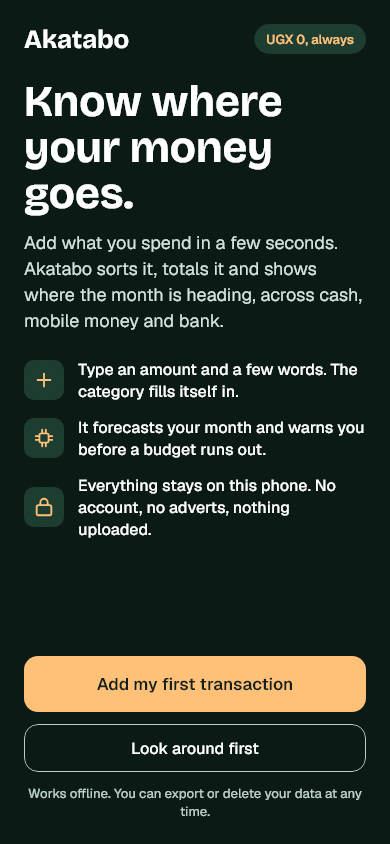 Akatabo
UGX 0, always
Know where
your money
goes.
Add what you spend in a few seconds.
Akatabo sorts it, totals it and shows
where the month is heading, across cash,
mobile money and bank.
Type an amount and a few words. The
category fills itself in.
It forecasts your month and warns you
before a budget runs out.
Everything stays on this phone. No
account, no adverts, nothing
uploaded.
Add my first transaction
Look around first
Works offline. You can export or delete your data at any
time.